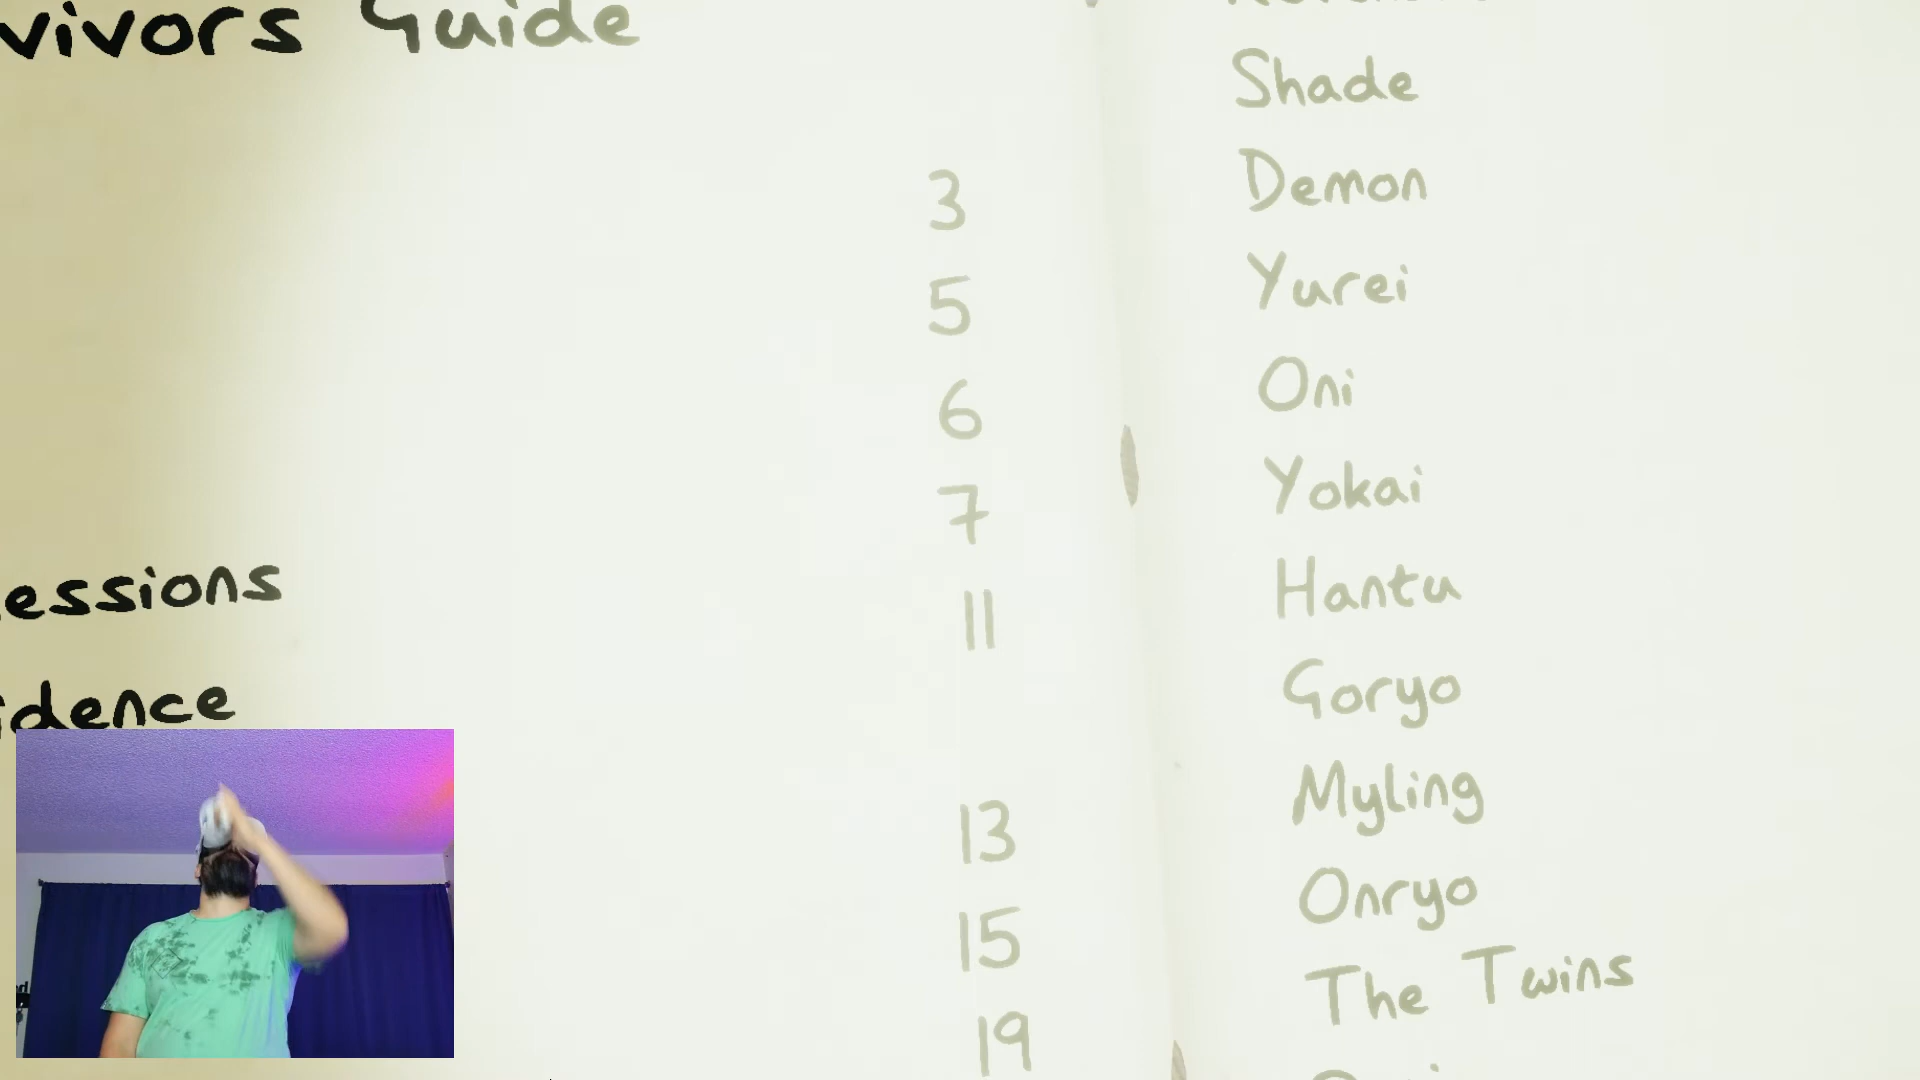 vivors Guide
3
5
6
7
essions
11
idence
13
15
19
Shade
Demon
Yurei
Oni
Yokai
Hantu
Goryo
Myling
Onryo
The Twins